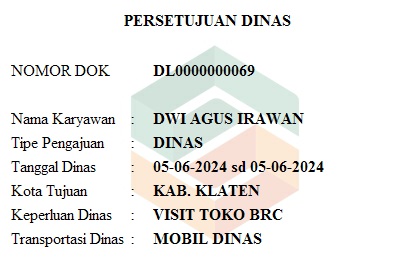 PERSETUJUAN DINAS
NOMOR DOK DL0000000069
Nama Karyawan : DWI AGUS IRAWAN
Tipe Pengajuan : DINAS
Tanggal Dinas : 05-06-2024 sd 05-06-2024
Kota Tujuan : KAB. KLATEN
Keperluan Dinas : VISIT TOKO BRC
Transportasi Dinas : MOBIL DINAS